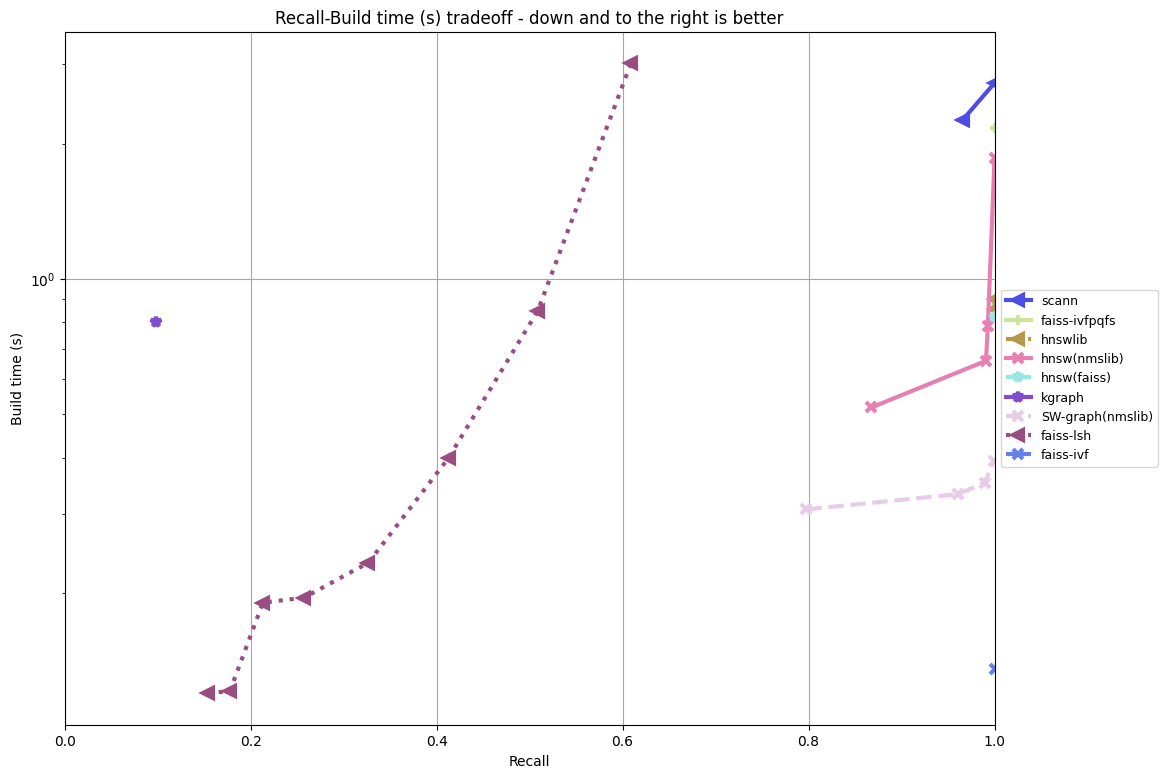 Recall-Build time (s) tradeoff - down and to the right is better
Build time (s)
10⁰
0.0 0.2 0.4 0.6 0.8 1.0
Recall
scann
faiss-ivfpqfs
hnswlib
hnsw(nmslib)
hnsw(faiss)
kgraph
SW-graph(nmslib)
faiss-lsh
faiss-ivf